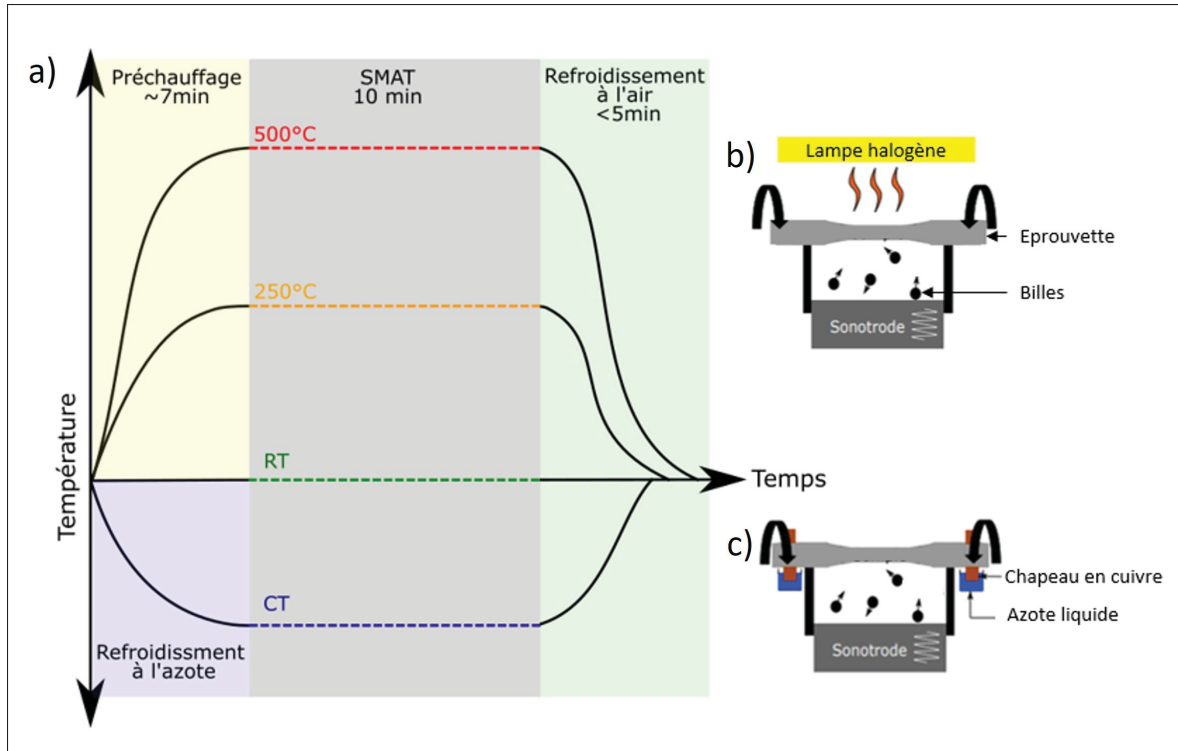 a)
Préchauffage
~7min
SMAT
10 min
Refroidissement
à l'air
<5min
500°C
250°C
RT
CT
Refroidissment
à l'azote
Température
Temps
b)
Lampe halogène
Eprouvette
Billes
Sonotrode
c)
Chapeau en cuivre
Azote liquide
Sonotrode